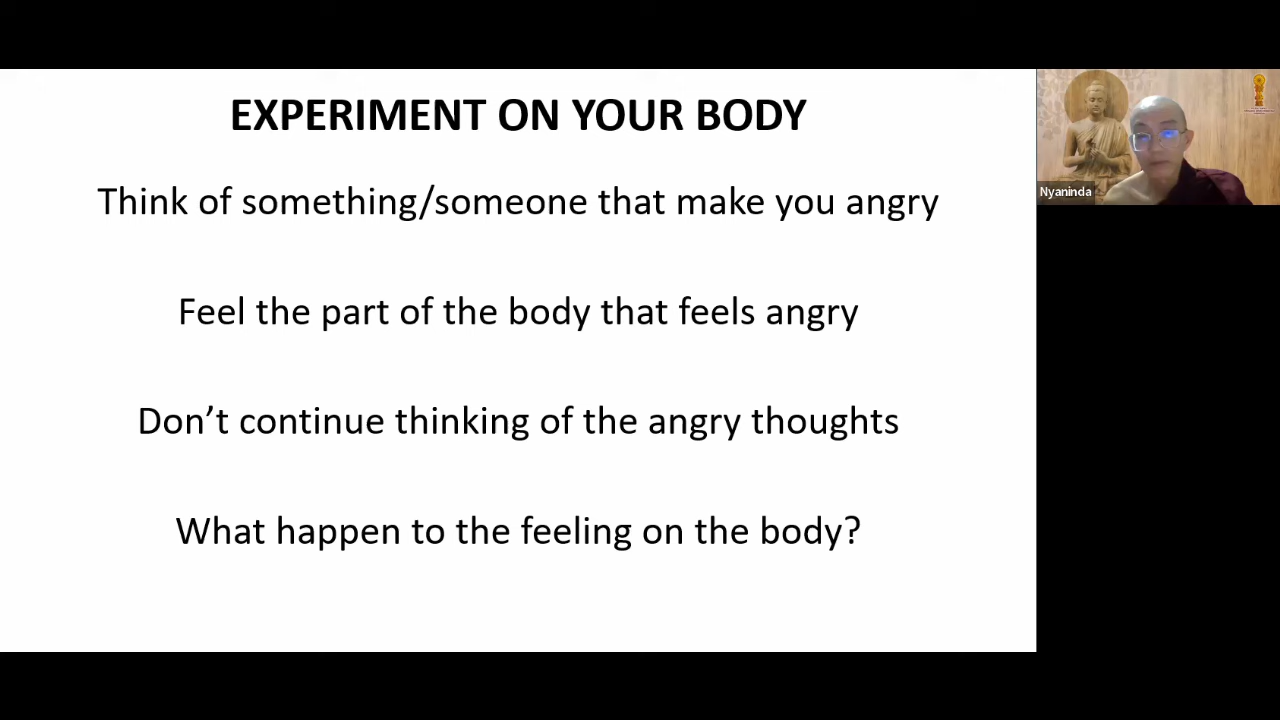 EXPERIMENT ON YOUR BODY
Think of something/someone that make you angry
Feel the part of the body that feels angry
Don’t continue thinking of the angry thoughts
What happen to the feeling on the body?
Nyaninda